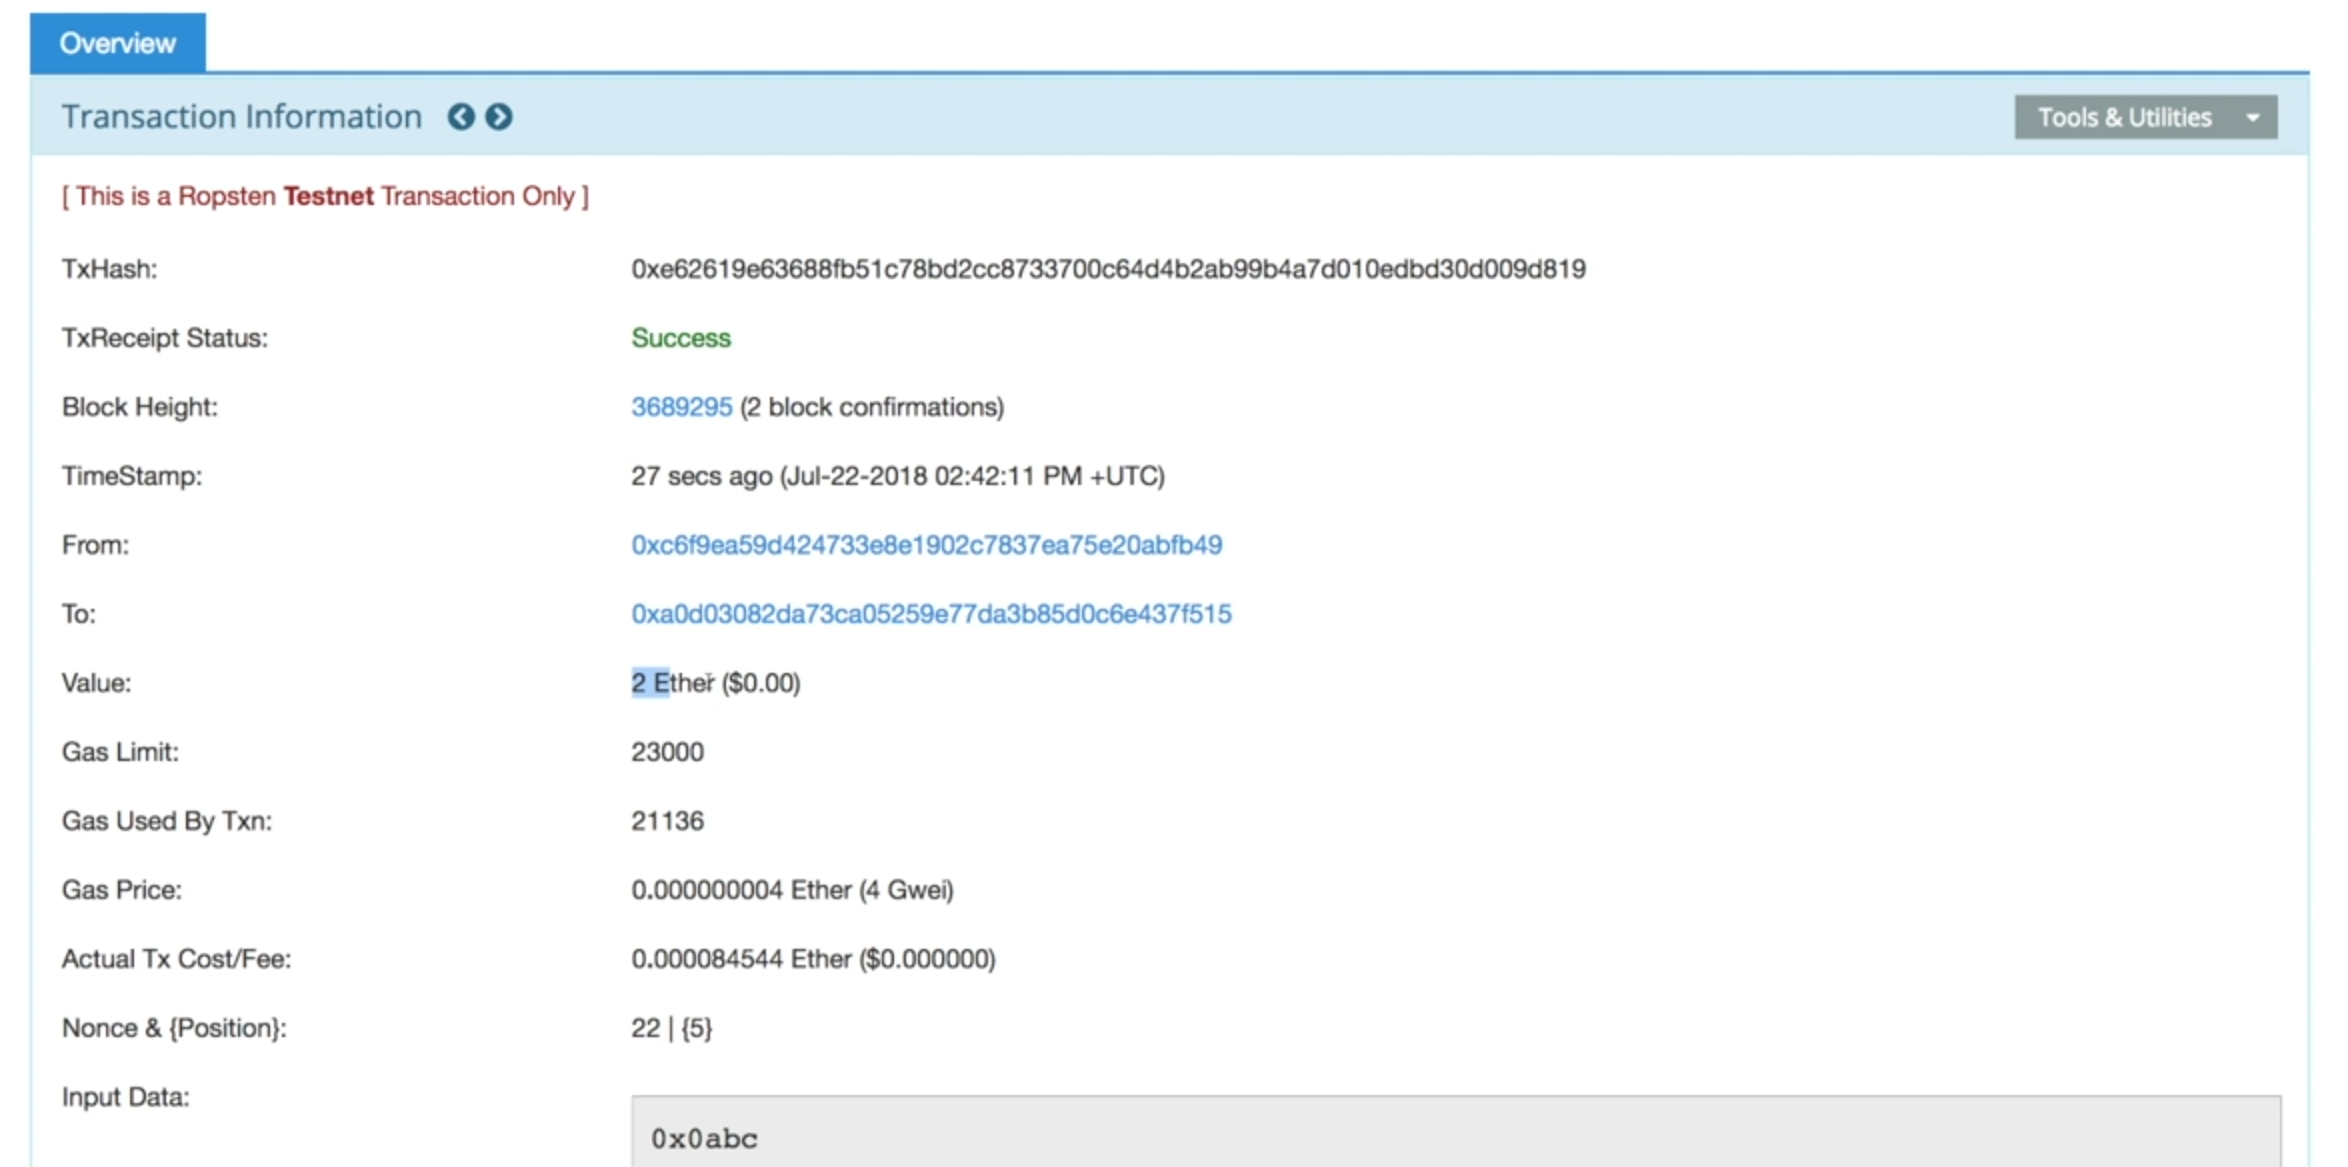 Overview
Transaction Information
Tools & Utilities
[ This is a Ropsten Testnet Transaction Only ]
TxHash: 0xe62619e63688fb51c78bd2cc8733700c64d4b2ab99b4a7d010edbd30d009d819
TxReceipt Status: Success
Block Height: 3689295 (2 block confirmations)
TimeStamp: 27 secs ago (Jul-22-2018 02:42:11 PM +UTC)
From: 0xc6f9ea59d424733e8e1902c7837ea75e20abfb49
To: 0xa0d03082da73ca05259e77da3b85d0c6e437f515
Value: 2 Ether ($0.00)
Gas Limit: 23000
Gas Used By Txn: 21136
Gas Price: 0.000000004 Ether (4 Gwei)
Actual Tx Cost/Fee: 0.000084544 Ether ($0.000000)
Nonce & {Position}: 22 | {5}
Input Data:
0x0abc